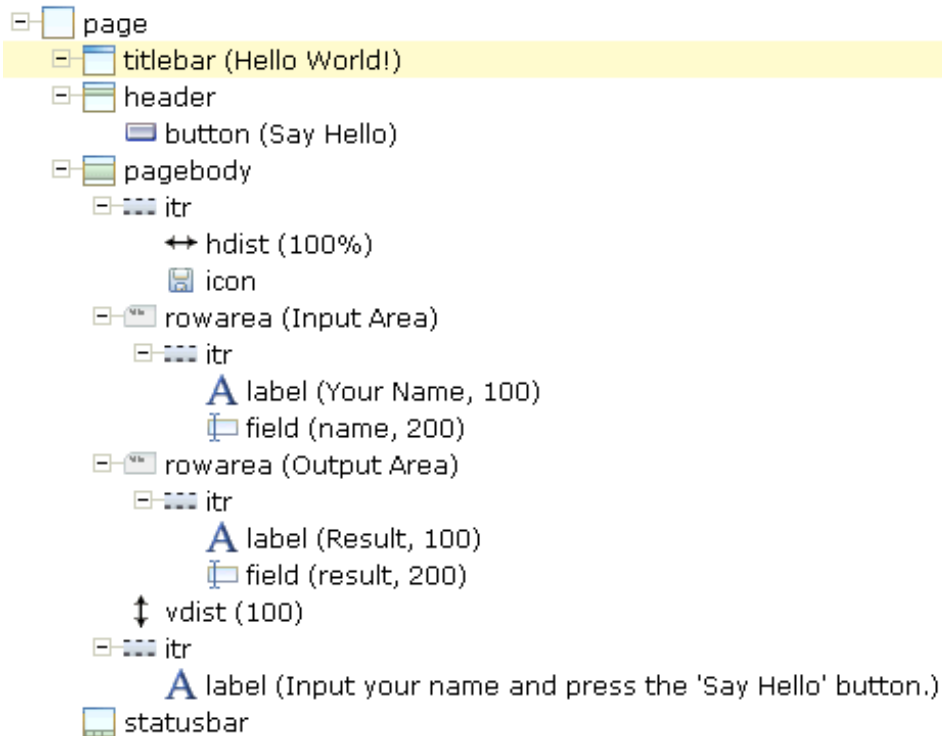 page
titlebar (Hello World!)
header
button (Say Hello)
pagebody
itr
hdist (100%)
icon
rowarea (Input Area)
itr
label (Your Name, 100)
field (name, 200)
rowarea (Output Area)
itr
label (Result, 100)
field (result, 200)
vdist (100)
itr
label (Input your name and press the 'Say Hello' button.)
statusbar